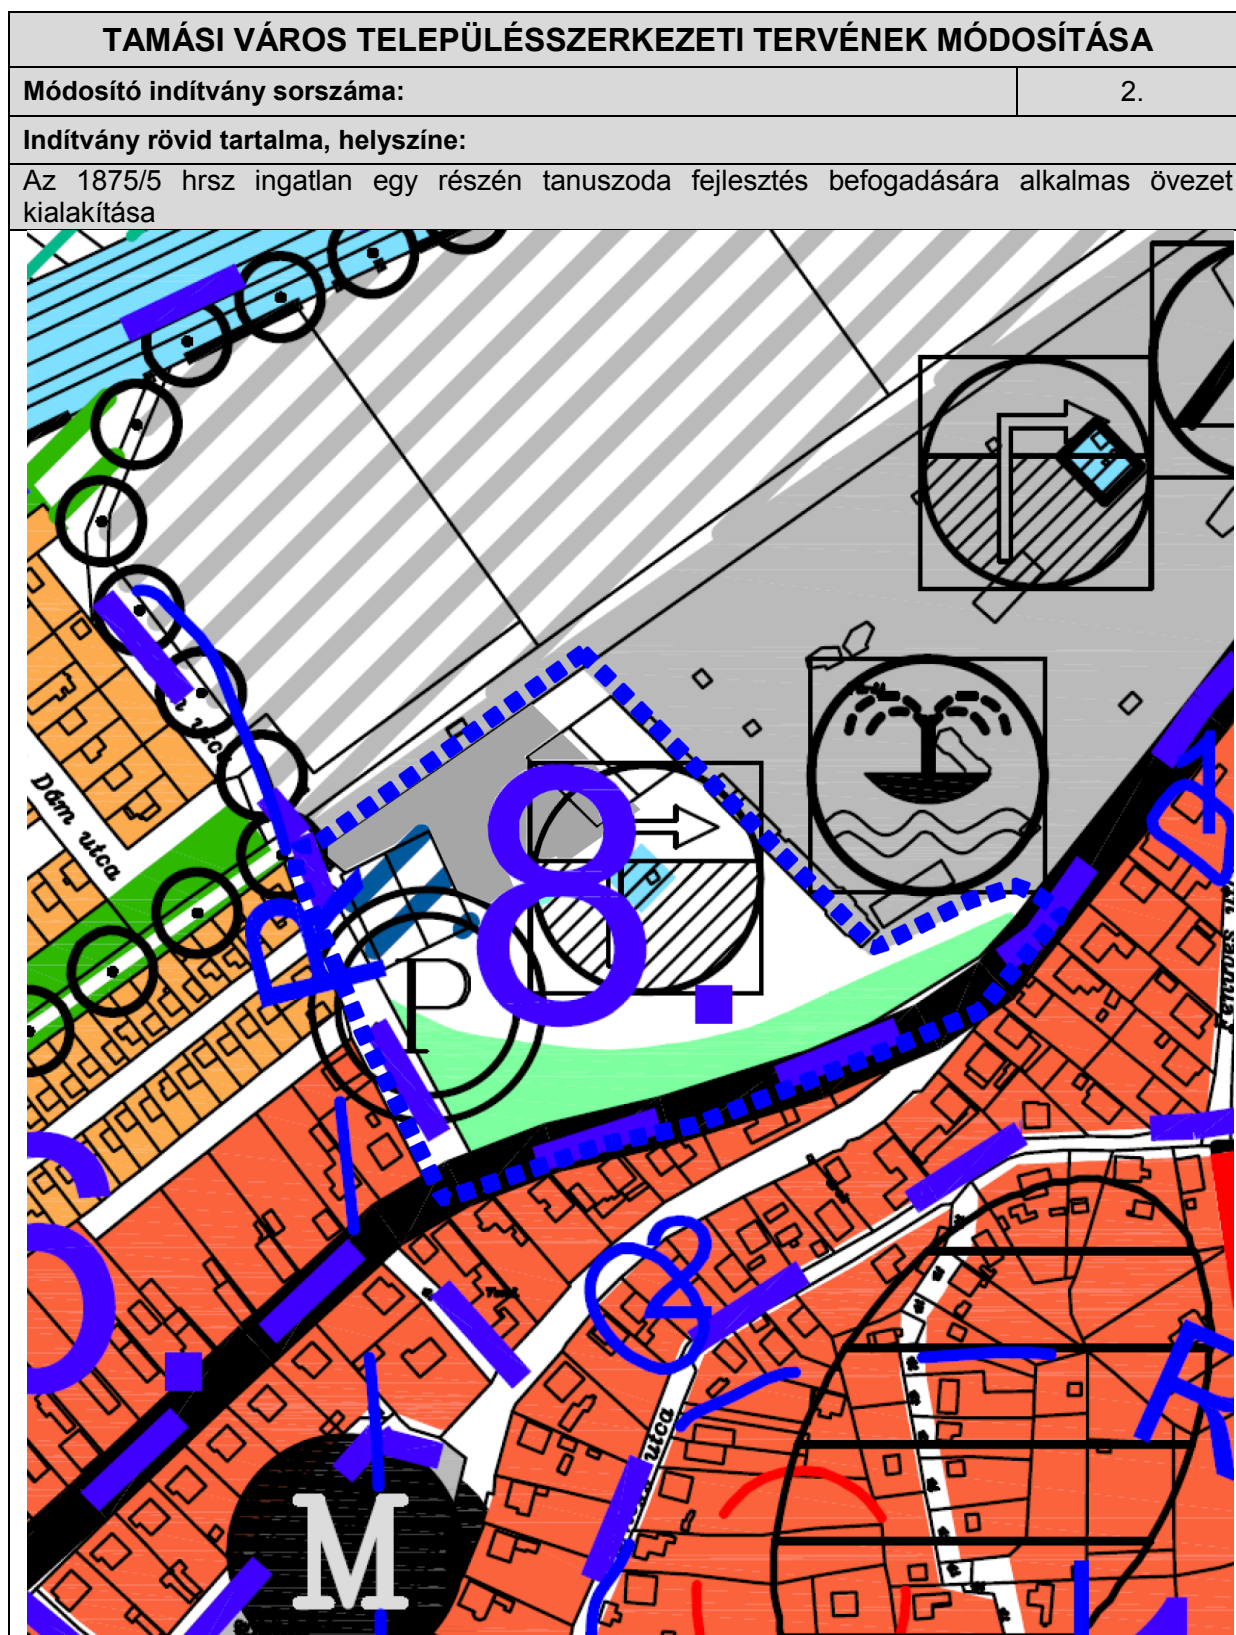 TAMÁSI VÁROS TELEPÜLÉSSZERKEZETI TERVÉNEK MÓDOSÍTÁSA
Módosító indítvány sorszáma: 2.
Indítvány rövid tartalma, helyszíne:
Az 1875/5 hrsz ingatlan egy részén tanuszoda fejlesztés befogadására alkalmas övezet
kialakítása
Dám utca
8.
P
utca
M